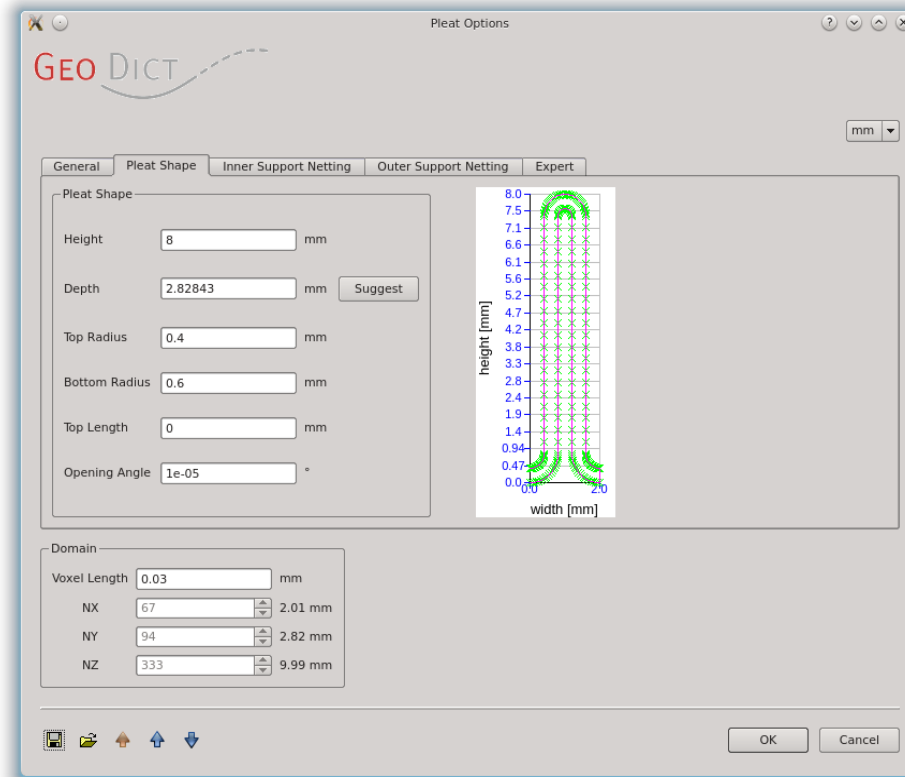 Pleat Options
GEO DICT
mm
General Pleat Shape Inner Support Netting Outer Support Netting Expert
Pleat Shape
Height 8 mm
Depth 2.82843 mm Suggest
Top Radius 0.4 mm
Bottom Radius 0.6 mm
Top Length 0 mm
Opening Angle 1e-05 °
8.0
7.5
7.1
6.6
6.1
5.6
5.2
4.7
4.2
3.8
3.3
2.8
2.4
1.9
1.4
0.94
0.47
0.0
height [mm]
0.0 2.0
width [mm]
Domain
Voxel Length 0.03 mm
NX 67 2.01 mm
NY 94 2.82 mm
NZ 333 9.99 mm
OK Cancel